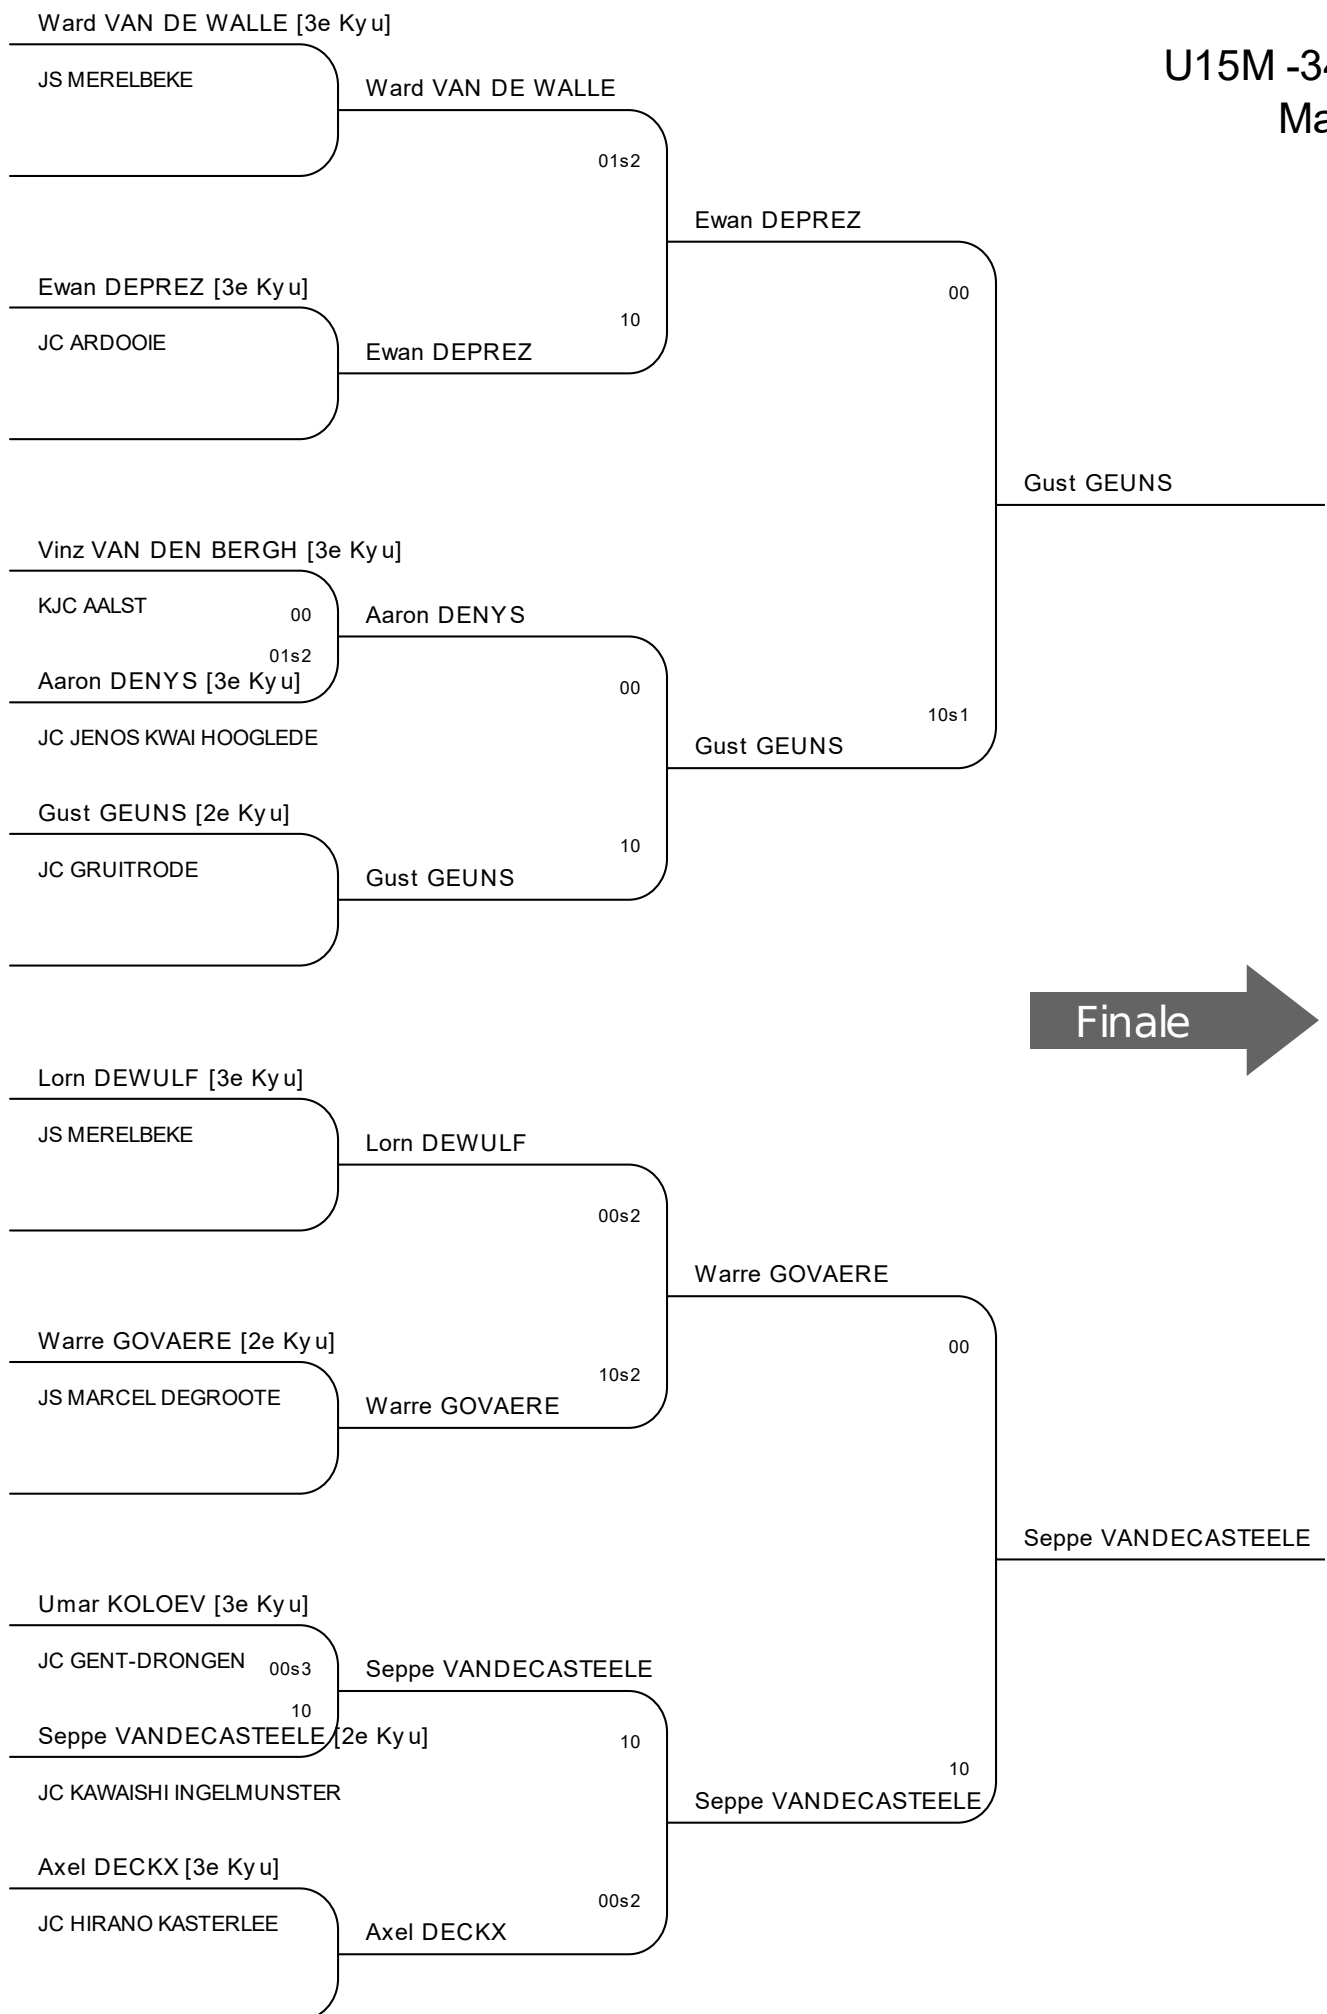 Ward VAN DE WALLE [3e Kyu]
U15M -34
Ma
JS MERELBEKE
Ward VAN DE WALLE
01s2
Ewan DEPREZ
Ewan DEPREZ [3e Kyu]
00
JC ARDOOIE
10
Ewan DEPREZ
Gust GEUNS
Vinz VAN DEN BERGH [3e Kyu]
KJC AALST
00
Aaron DENYS
01s2
Aaron DENYS [3e Kyu]
00
10s1
JC JENOS KWAI HOOGLEDE
Gust GEUNS
Gust GEUNS [2e Kyu]
10
JC GRUITRODE
Gust GEUNS
Finale
Lorn DEWULF [3e Kyu]
JS MERELBEKE
Lorn DEWULF
00s2
Warre GOVAERE
Warre GOVAERE [2e Kyu]
00
10s2
JS MARCEL DEGROOTE
Warre GOVAERE
Seppe VANDECASTEELE
Umar KOLOEV [3e Kyu]
JC GENT-DRONGEN
00s3
Seppe VANDECASTEELE
10
Seppe VANDECASTEELE [2e Kyu]
10
10
JC KAWAISHI INGELMUNSTER
Seppe VANDECASTEELE
Axel DECKX [3e Kyu]
00s2
JC HIRANO KASTERLEE
Axel DECKX